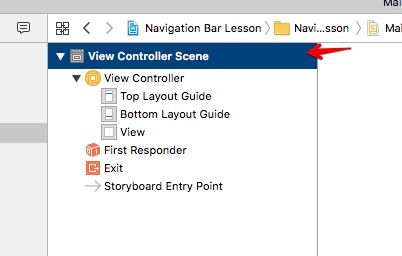 Mai
Navigation Bar Lesson
Navi...sson
Mai
View Controller Scene
View Controller
Top Layout Guide
Bottom Layout Guide
View
First Responder
Exit
Storyboard Entry Point